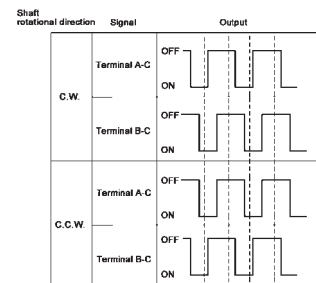 Shaft
rotational direction Signal Output
C.W.
Terminal A-C
OFF
ON
Terminal B-C
OFF
ON
C.C.W.
Terminal A-C
OFF
ON
Terminal B-C
OFF
ON